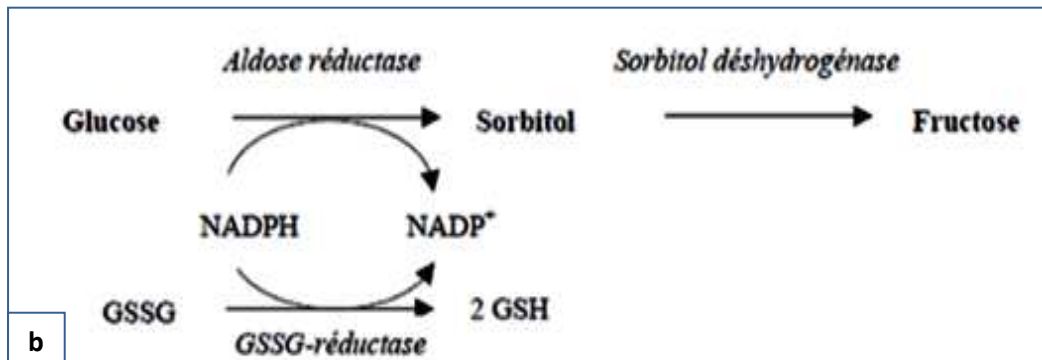 Aldose réductase Sorbitol déshydrogénase
Glucose Sorbitol Fructose
NADPH NADP⁺
GSSG 2 GSH
GSSG-réductase
b